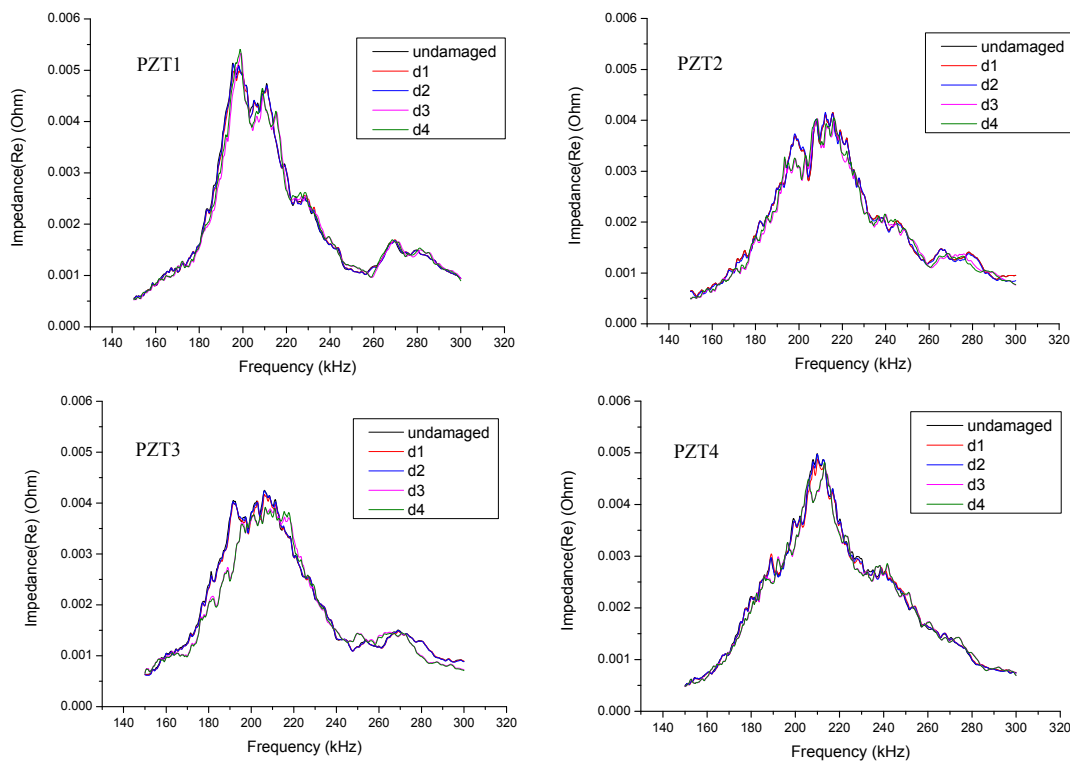 PZT1
undamaged
d1
d2
d3
d4
0.006
0.005
0.004
0.003
0.002
0.001
0.000
Impedance(Re) (Ohm)
140 160 180 200 220 240 260 280 300 320
Frequency (kHz)
PZT2
undamaged
d1
d2
d3
d4
0.006
0.005
0.004
0.003
0.002
0.001
0.000
Impedance(Re) (Ohm)
140 160 180 200 220 240 260 280 300 320
Frequency (kHz)
PZT3
undamaged
d1
d2
d3
d4
0.006
0.005
0.004
0.003
0.002
0.001
0.000
Impedance(Re) (Ohm)
140 160 180 200 220 240 260 280 300 320
Frequency (kHz)
PZT4
undamaged
d1
d2
d3
d4
0.006
0.005
0.004
0.003
0.002
0.001
0.000
Impedance(Re) (Ohm)
140 160 180 200 220 240 260 280 300 320
Frequency (kHz)